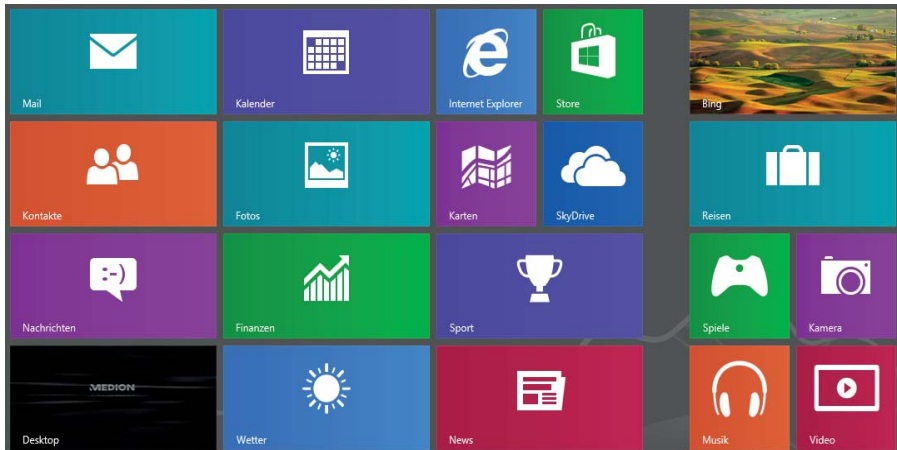 Mail
Kalender
Internet Explorer
Store
Bing
Kontakte
Fotos
Karten
SkyDrive
Reisen
:-)
Nachrichten
Finanzen
Sport
Spiele
Kamera
MEDION
Desktop
Wetter
News
Musik
Video